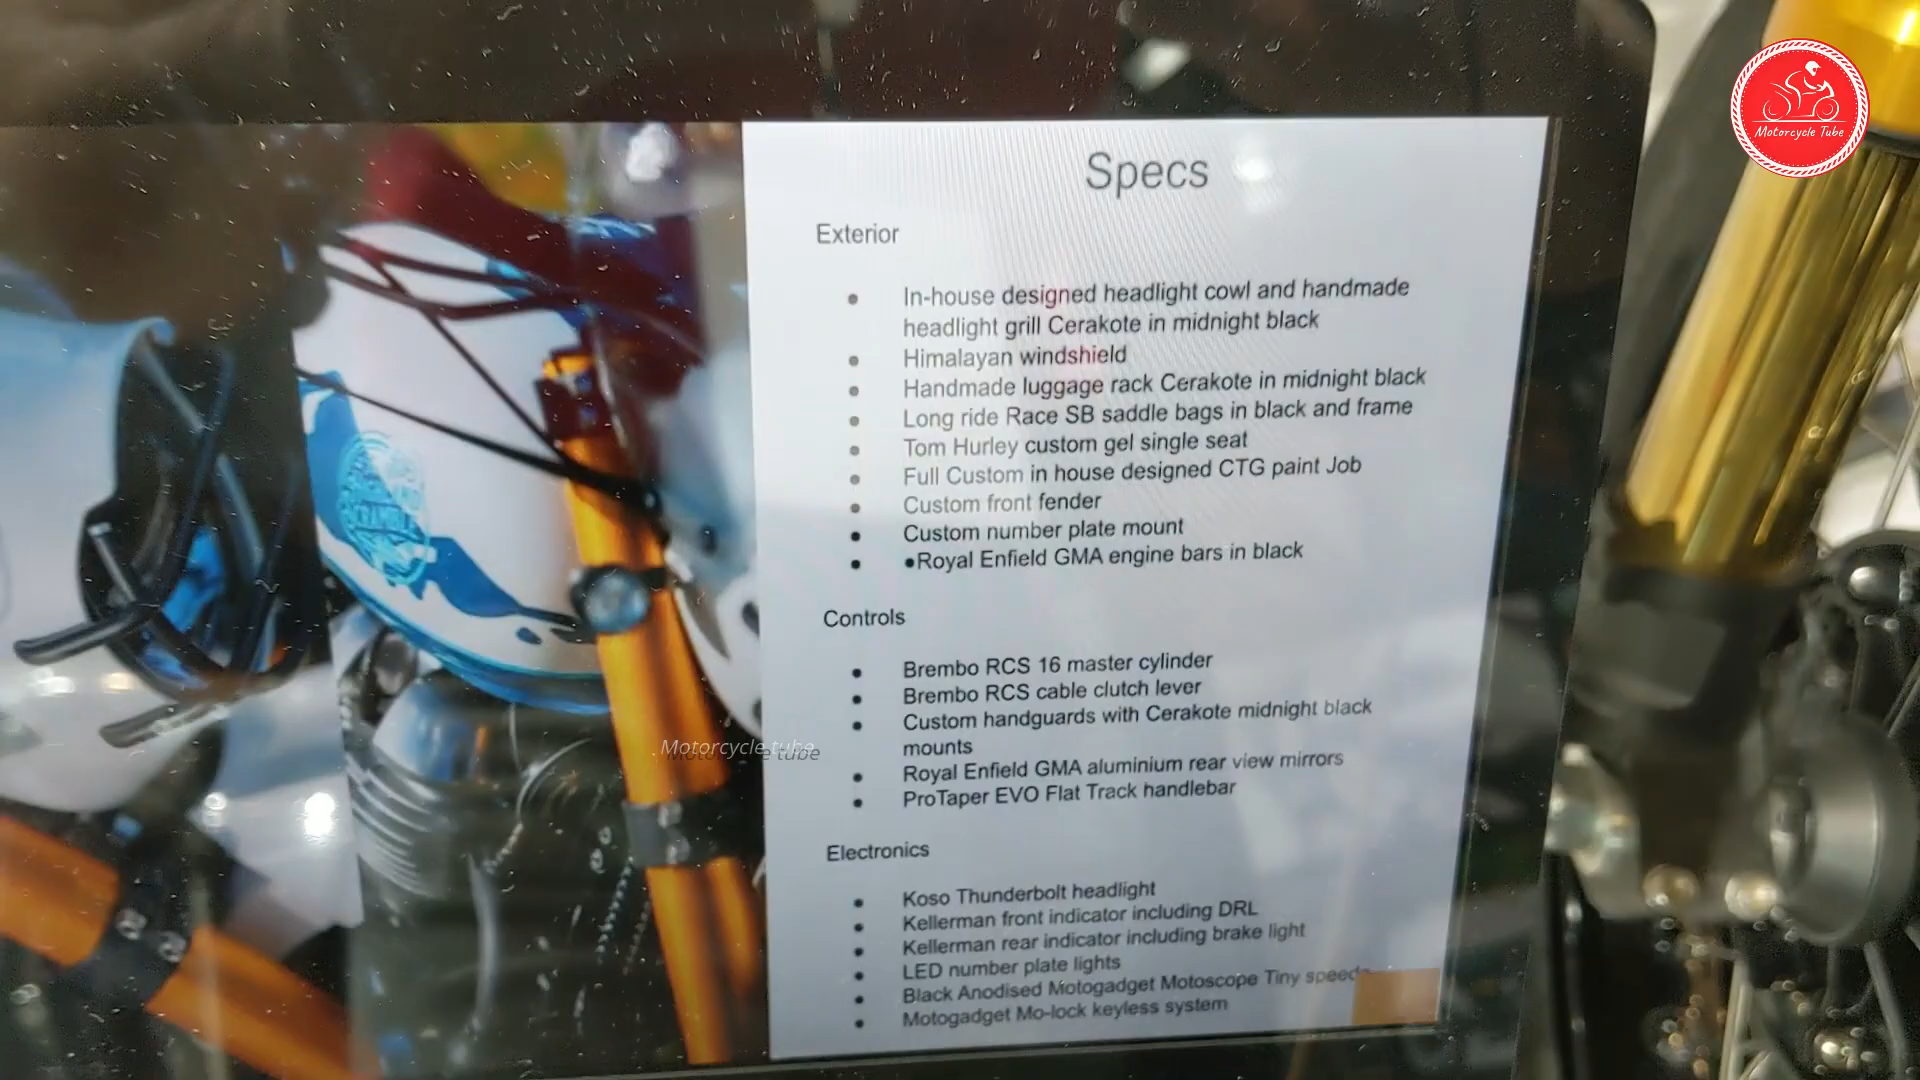 Motorcycle Tube
Specs
Exterior
● In-house designed headlight cowl and handmade
headlight grill Cerakote in midnight black
● Himalayan windshield
● Handmade luggage rack Cerakote in midnight black
● Long ride Race SB saddle bags in black and frame
● Tom Hurley custom gel single seat
● Full Custom in house designed CTG paint Job
● Custom front fender
● Custom number plate mount
● ●Royal Enfield GMA engine bars in black
Controls
● Brembo RCS 16 master cylinder
● Brembo RCS cable clutch lever
● Custom handguards with Cerakote midnight black
mounts
● Royal Enfield GMA aluminium rear view mirrors
● ProTaper EVO Flat Track handlebar
Electronics
● Koso Thunderbolt headlight
● Kellerman front indicator including DRL
● Kellerman rear indicator including brake light
● LED number plate lights
● Black Anodised Motogadget Motoscope Tiny
● Motogadget Mo-lock keyless system
Motorcycle tube